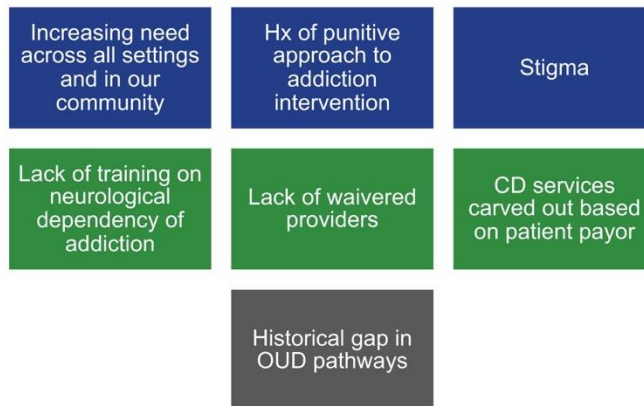 Increasing need
across all settings
and in our
community
Hx of punitive
approach to
addiction
intervention
Stigma
Lack of training on
neurological
dependency of
addiction
Lack of waivered
providers
CD services
carved out based
on patient payor
Historical gap in
OUD pathways